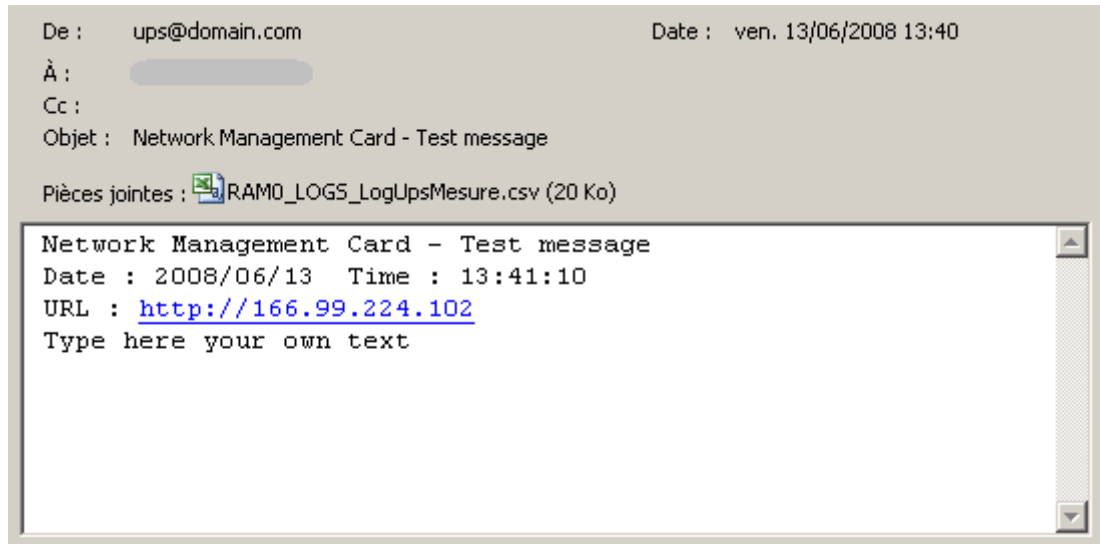 De : ups@domain.com Date : ven. 13/06/2008 13:40
À :
Cc :
Objet : Network Management Card - Test message
Pièces jointes : RAM0_LOGS_LogUpsMesure.csv (20 Ko)
Network Management Card - Test message
Date : 2008/06/13 Time : 13:41:10
URL : http://166.99.224.102
Type here your own text